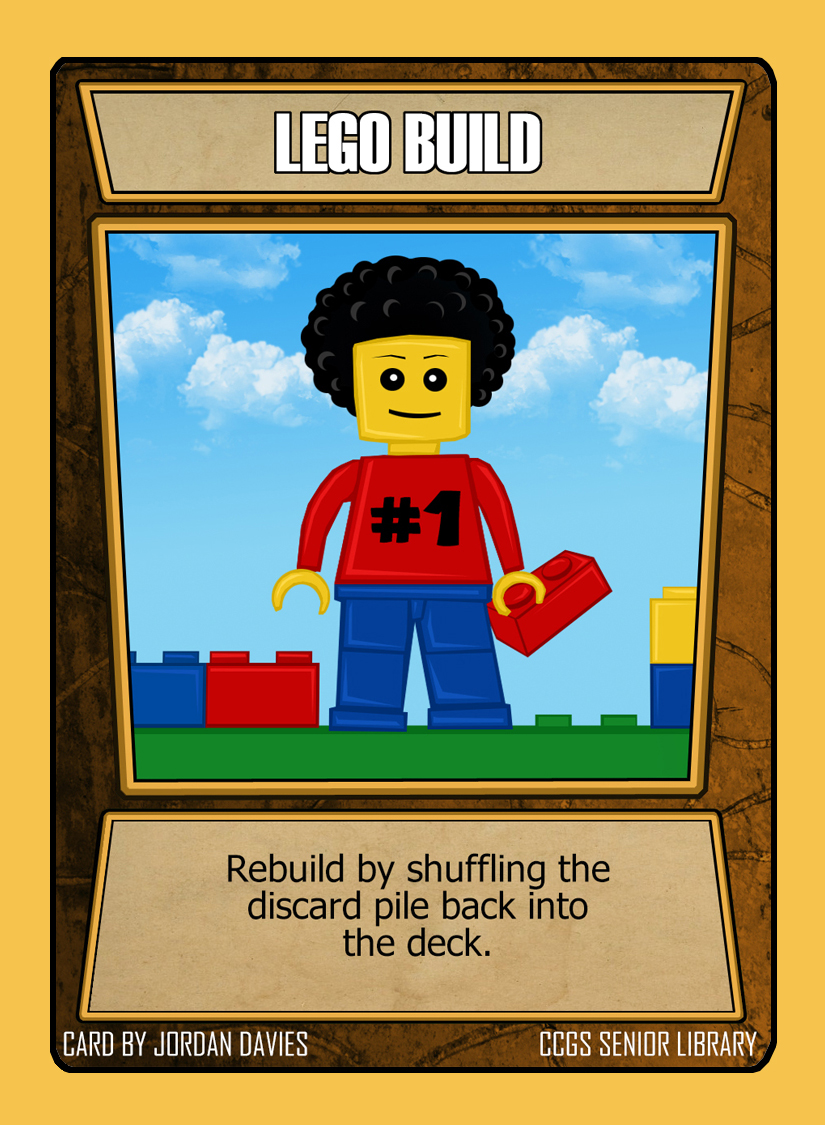 LEGO BUILD
#1
Rebuild by shuffling the
discard pile back into
the deck.
CARD BY JORDAN DAVIES
CCGS SENIOR LIBRARY